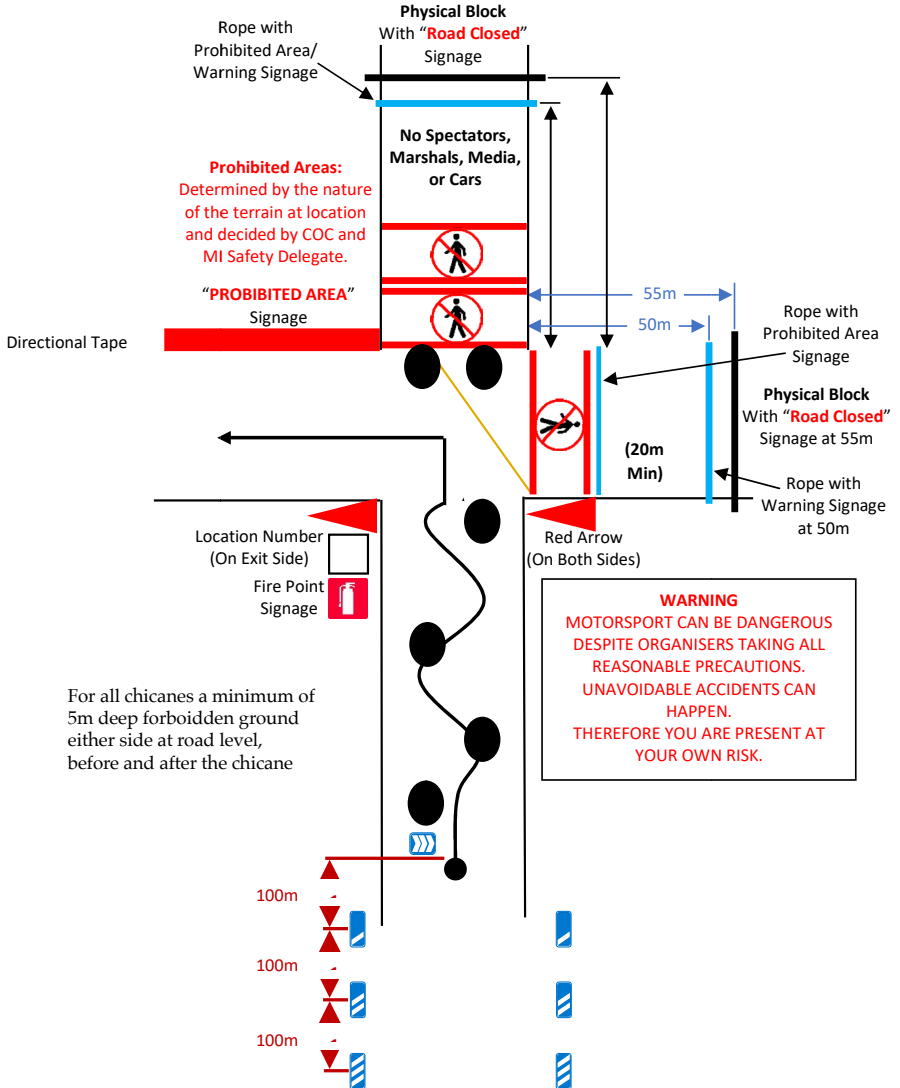 Physical Block
With “Road Closed”
Signage
Rope with
Prohibited Area/
Warning Signage
No Spectators,
Marshals, Media,
or Cars
Prohibited Areas:
Determined by the nature
of the terrain at location
and decided by COC and
MI Safety Delegate.
“PROBIBITED AREA”
Signage
Directional Tape
55m
50m
Rope with
Prohibited Area
Signage
Physical Block
With “Road Closed”
Signage at 55m
(20m
Min)
Rope with
Warning Signage
at 50m
Location Number
(On Exit Side)
Fire Point
Signage
Red Arrow
(On Both Sides)
WARNING
MOTORSPORT CAN BE DANGEROUS
DESPITE ORGANISERS TAKING ALL
REASONABLE PRECAUTIONS.
UNAVOIDABLE ACCIDENTS CAN
HAPPEN.
THEREFORE YOU ARE PRESENT AT
YOUR OWN RISK.
For all chicanes a minimum of
5m deep forboidden ground
either side at road level,
before and after the chicane
100m
100m
100m